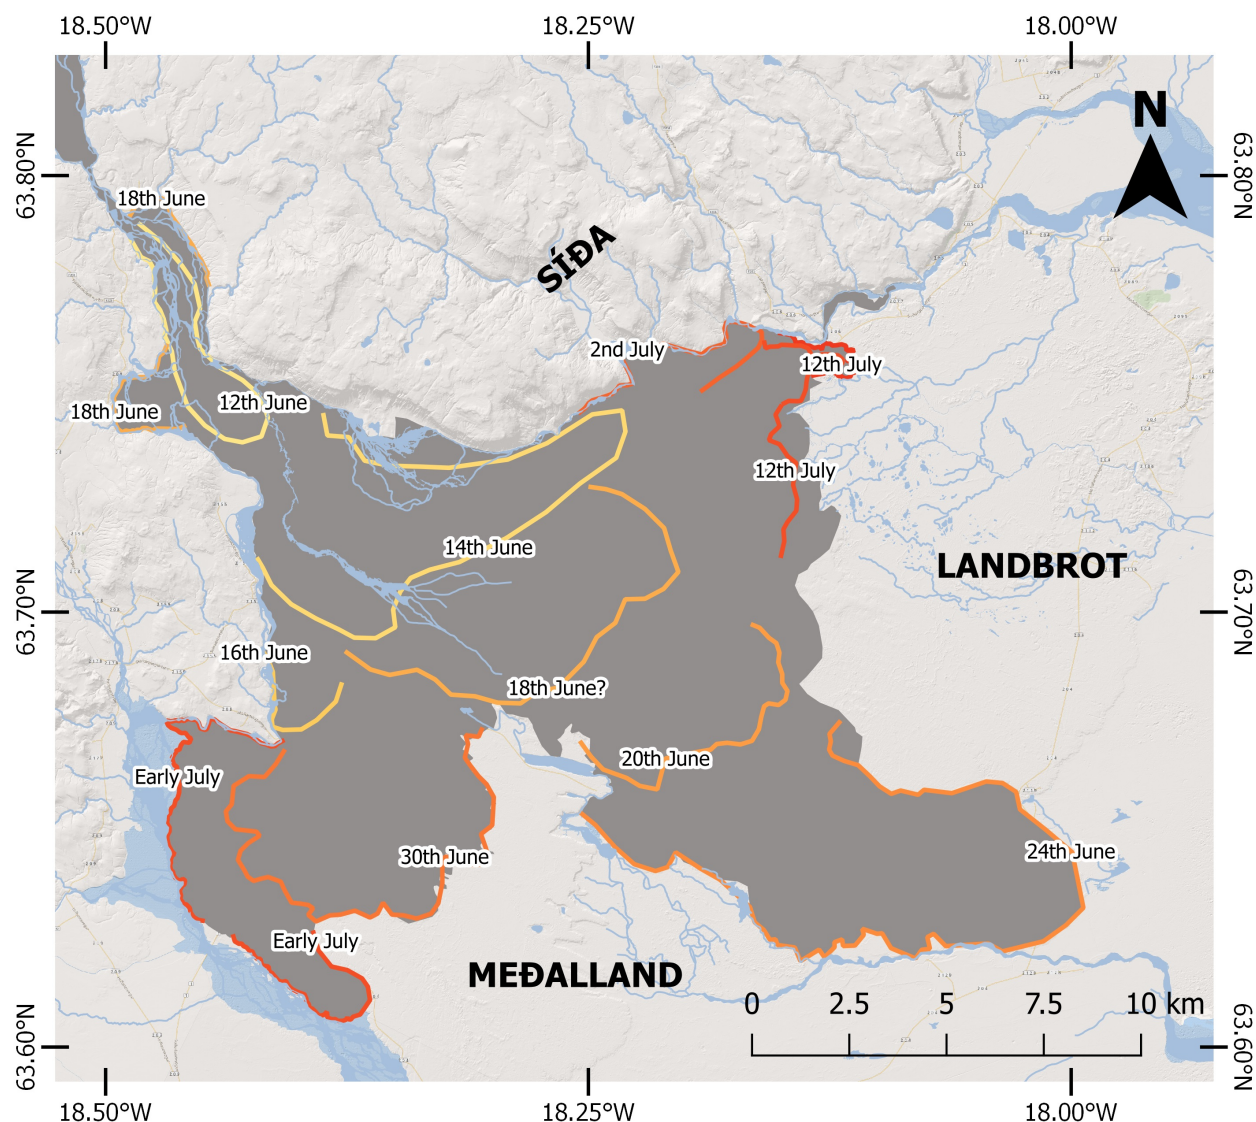 18.50°W
18.25°W
18.00°W
N
63.80°N
63.80°N
18th June
SÍÐA
2nd July
12th July
18th June
12th June
12th July
14th June
LANDBROT
63.70°N
63.70°N
16th June
18th June?
20th June
Early July
30th June
24th June
Early July
MEÐALLAND
0
2.5
5
7.5
10 km
63.60°N
63.60°N
18.50°W
18.25°W
18.00°W